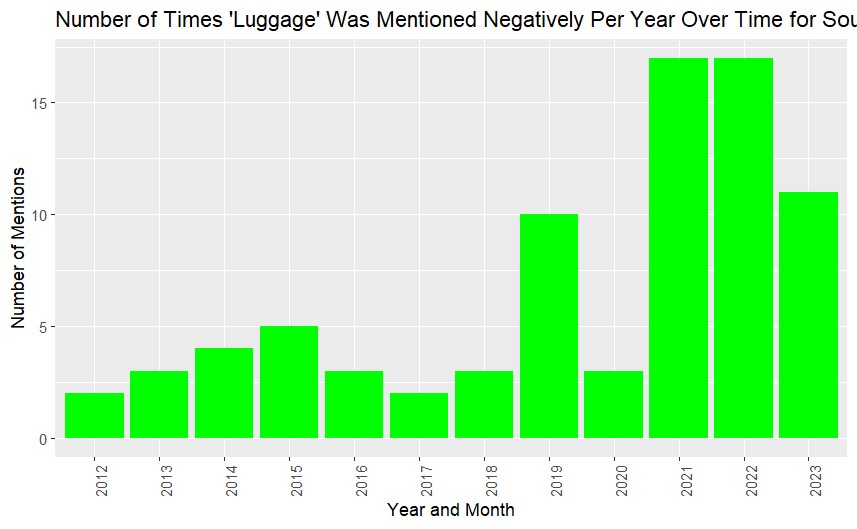 Number of Times 'Luggage' Was Mentioned Negatively Per Year Over Time for Sou
Number of Mentions
15
10
5
0
2012 2013 2014 2015 2016 2017 2018 2019 2020 2021 2022 2023
Year and Month